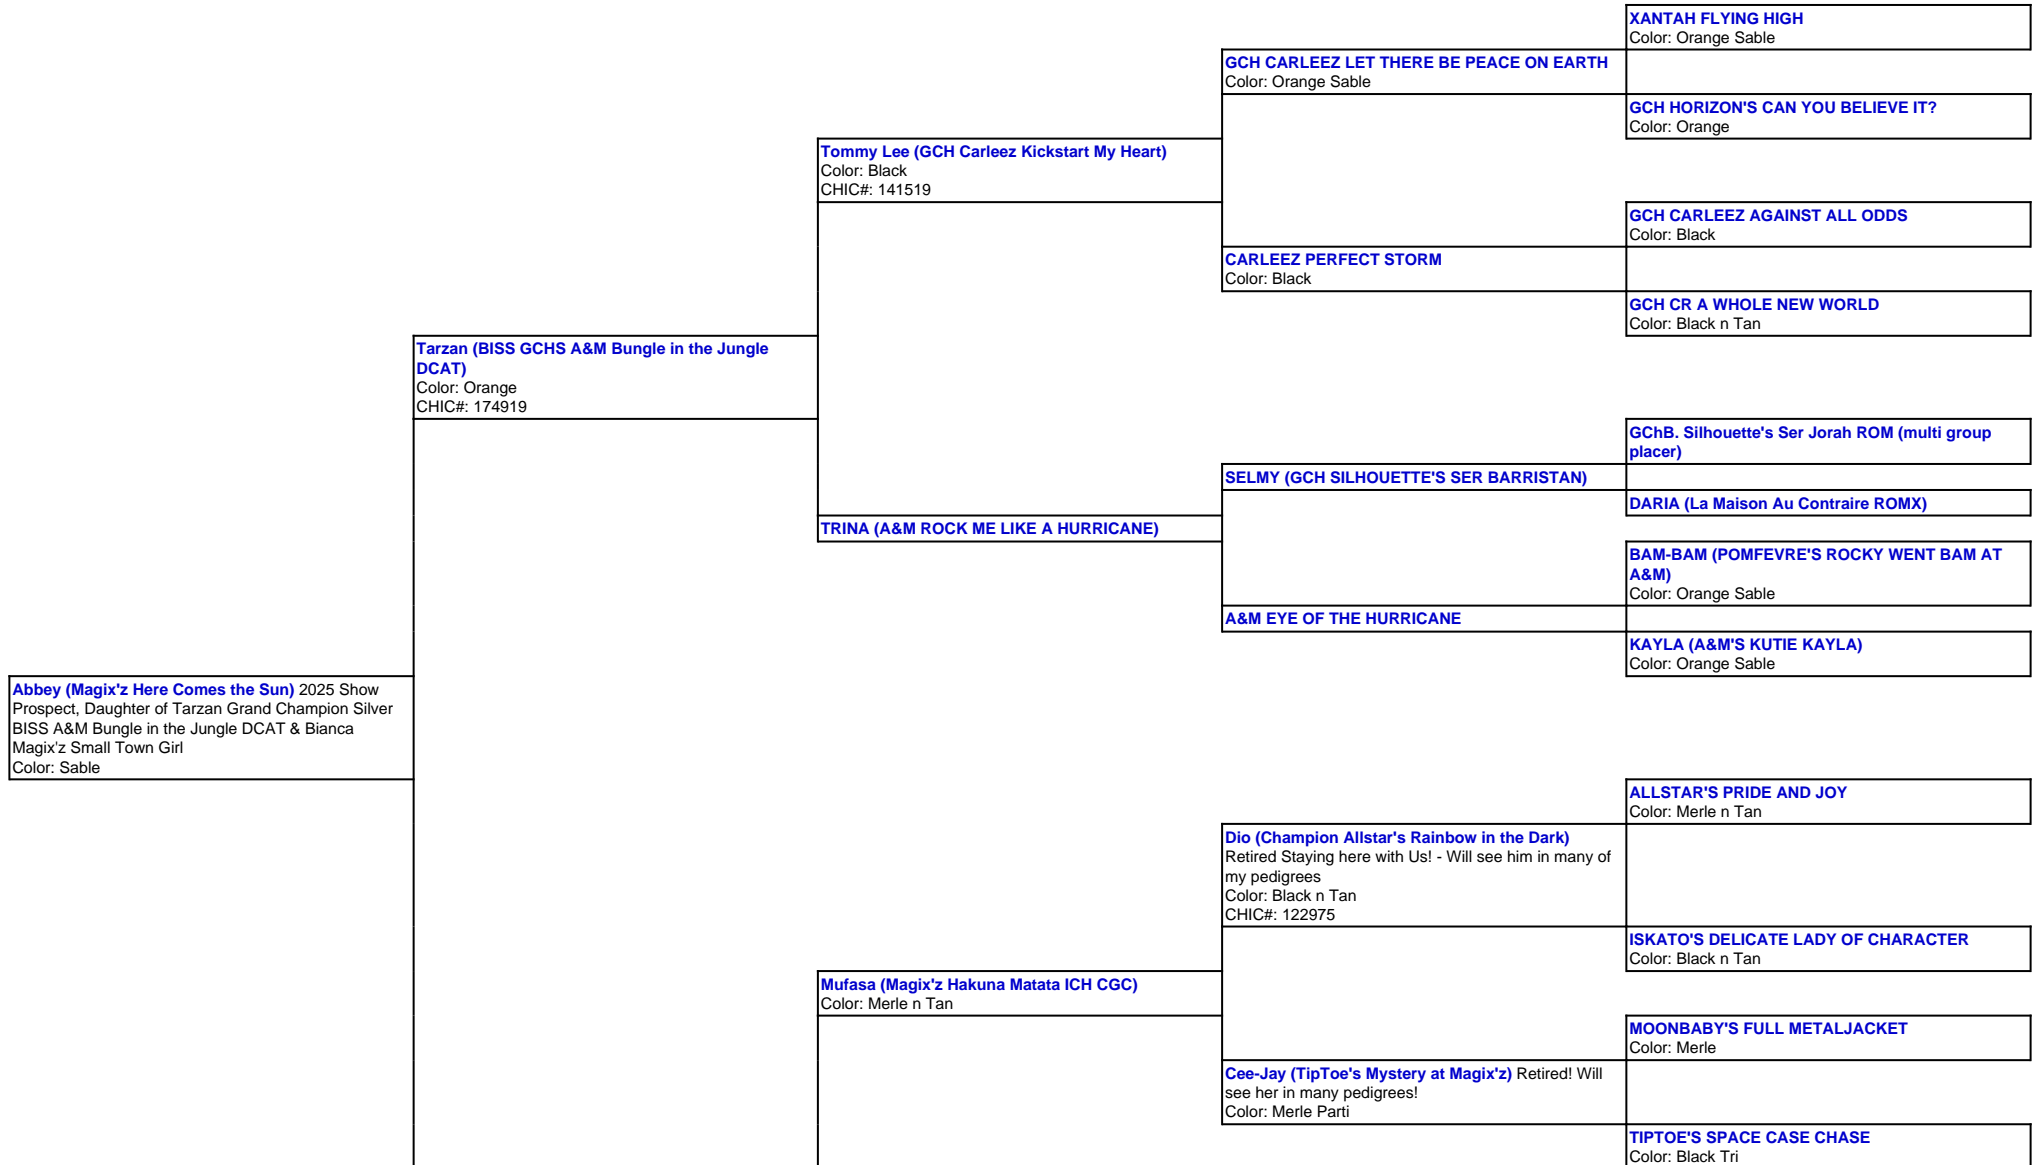 XANTAH FLYING HIGH
Color: Orange Sable
GCH CARLEEZ LET THERE BE PEACE ON EARTH
Color: Orange Sable
GCH HORIZON'S CAN YOU BELIEVE IT?
Color: Orange
Tommy Lee (GCH Carleez Kickstart My Heart)
Color: Black
CHIC#: 141519
GCH CARLEEZ AGAINST ALL ODDS
Color: Black
CARLEEZ PERFECT STORM
Color: Black
GCH CR A WHOLE NEW WORLD
Color: Black n Tan
Tarzan (BISS GCHS A&M Bungle in the Jungle
DCAT)
Color: Orange
CHIC#: 174919
GChB. Silhouette's Ser Jorah ROM (multi group
placer)
SELMY (GCH SILHOUETTE'S SER BARRISTAN)
DARIA (La Maison Au Contraire ROMX)
TRINA (A&M ROCK ME LIKE A HURRICANE)
BAM-BAM (POMFEVRE'S ROCKY WENT BAM AT
A&M)
Color: Orange Sable
A&M EYE OF THE HURRICANE
KAYLA (A&M'S KUTIE KAYLA)
Color: Orange Sable
Abbey (Magix'z Here Comes the Sun) 2025 Show
Prospect, Daughter of Tarzan Grand Champion Silver
BISS A&M Bungle in the Jungle DCAT & Bianca
Magix'z Small Town Girl
Color: Sable
ALLSTAR'S PRIDE AND JOY
Color: Merle n Tan
Dio (Champion Allstar's Rainbow in the Dark)
Retired Staying here with Us! - Will see him in many of
my pedigrees
Color: Black n Tan
CHIC#: 122975
ISKATO'S DELICATE LADY OF CHARACTER
Color: Black n Tan
Mufasa (Magix'z Hakuna Matata ICH CGC)
Color: Merle n Tan
MOONBABY'S FULL METALJACKET
Color: Merle
Cee-Jay (TipToe's Mystery at Magix'z) Retired! Will
see her in many pedigrees!
Color: Merle Parti
TIPTOE'S SPACE CASE CHASE
Color: Black Tri